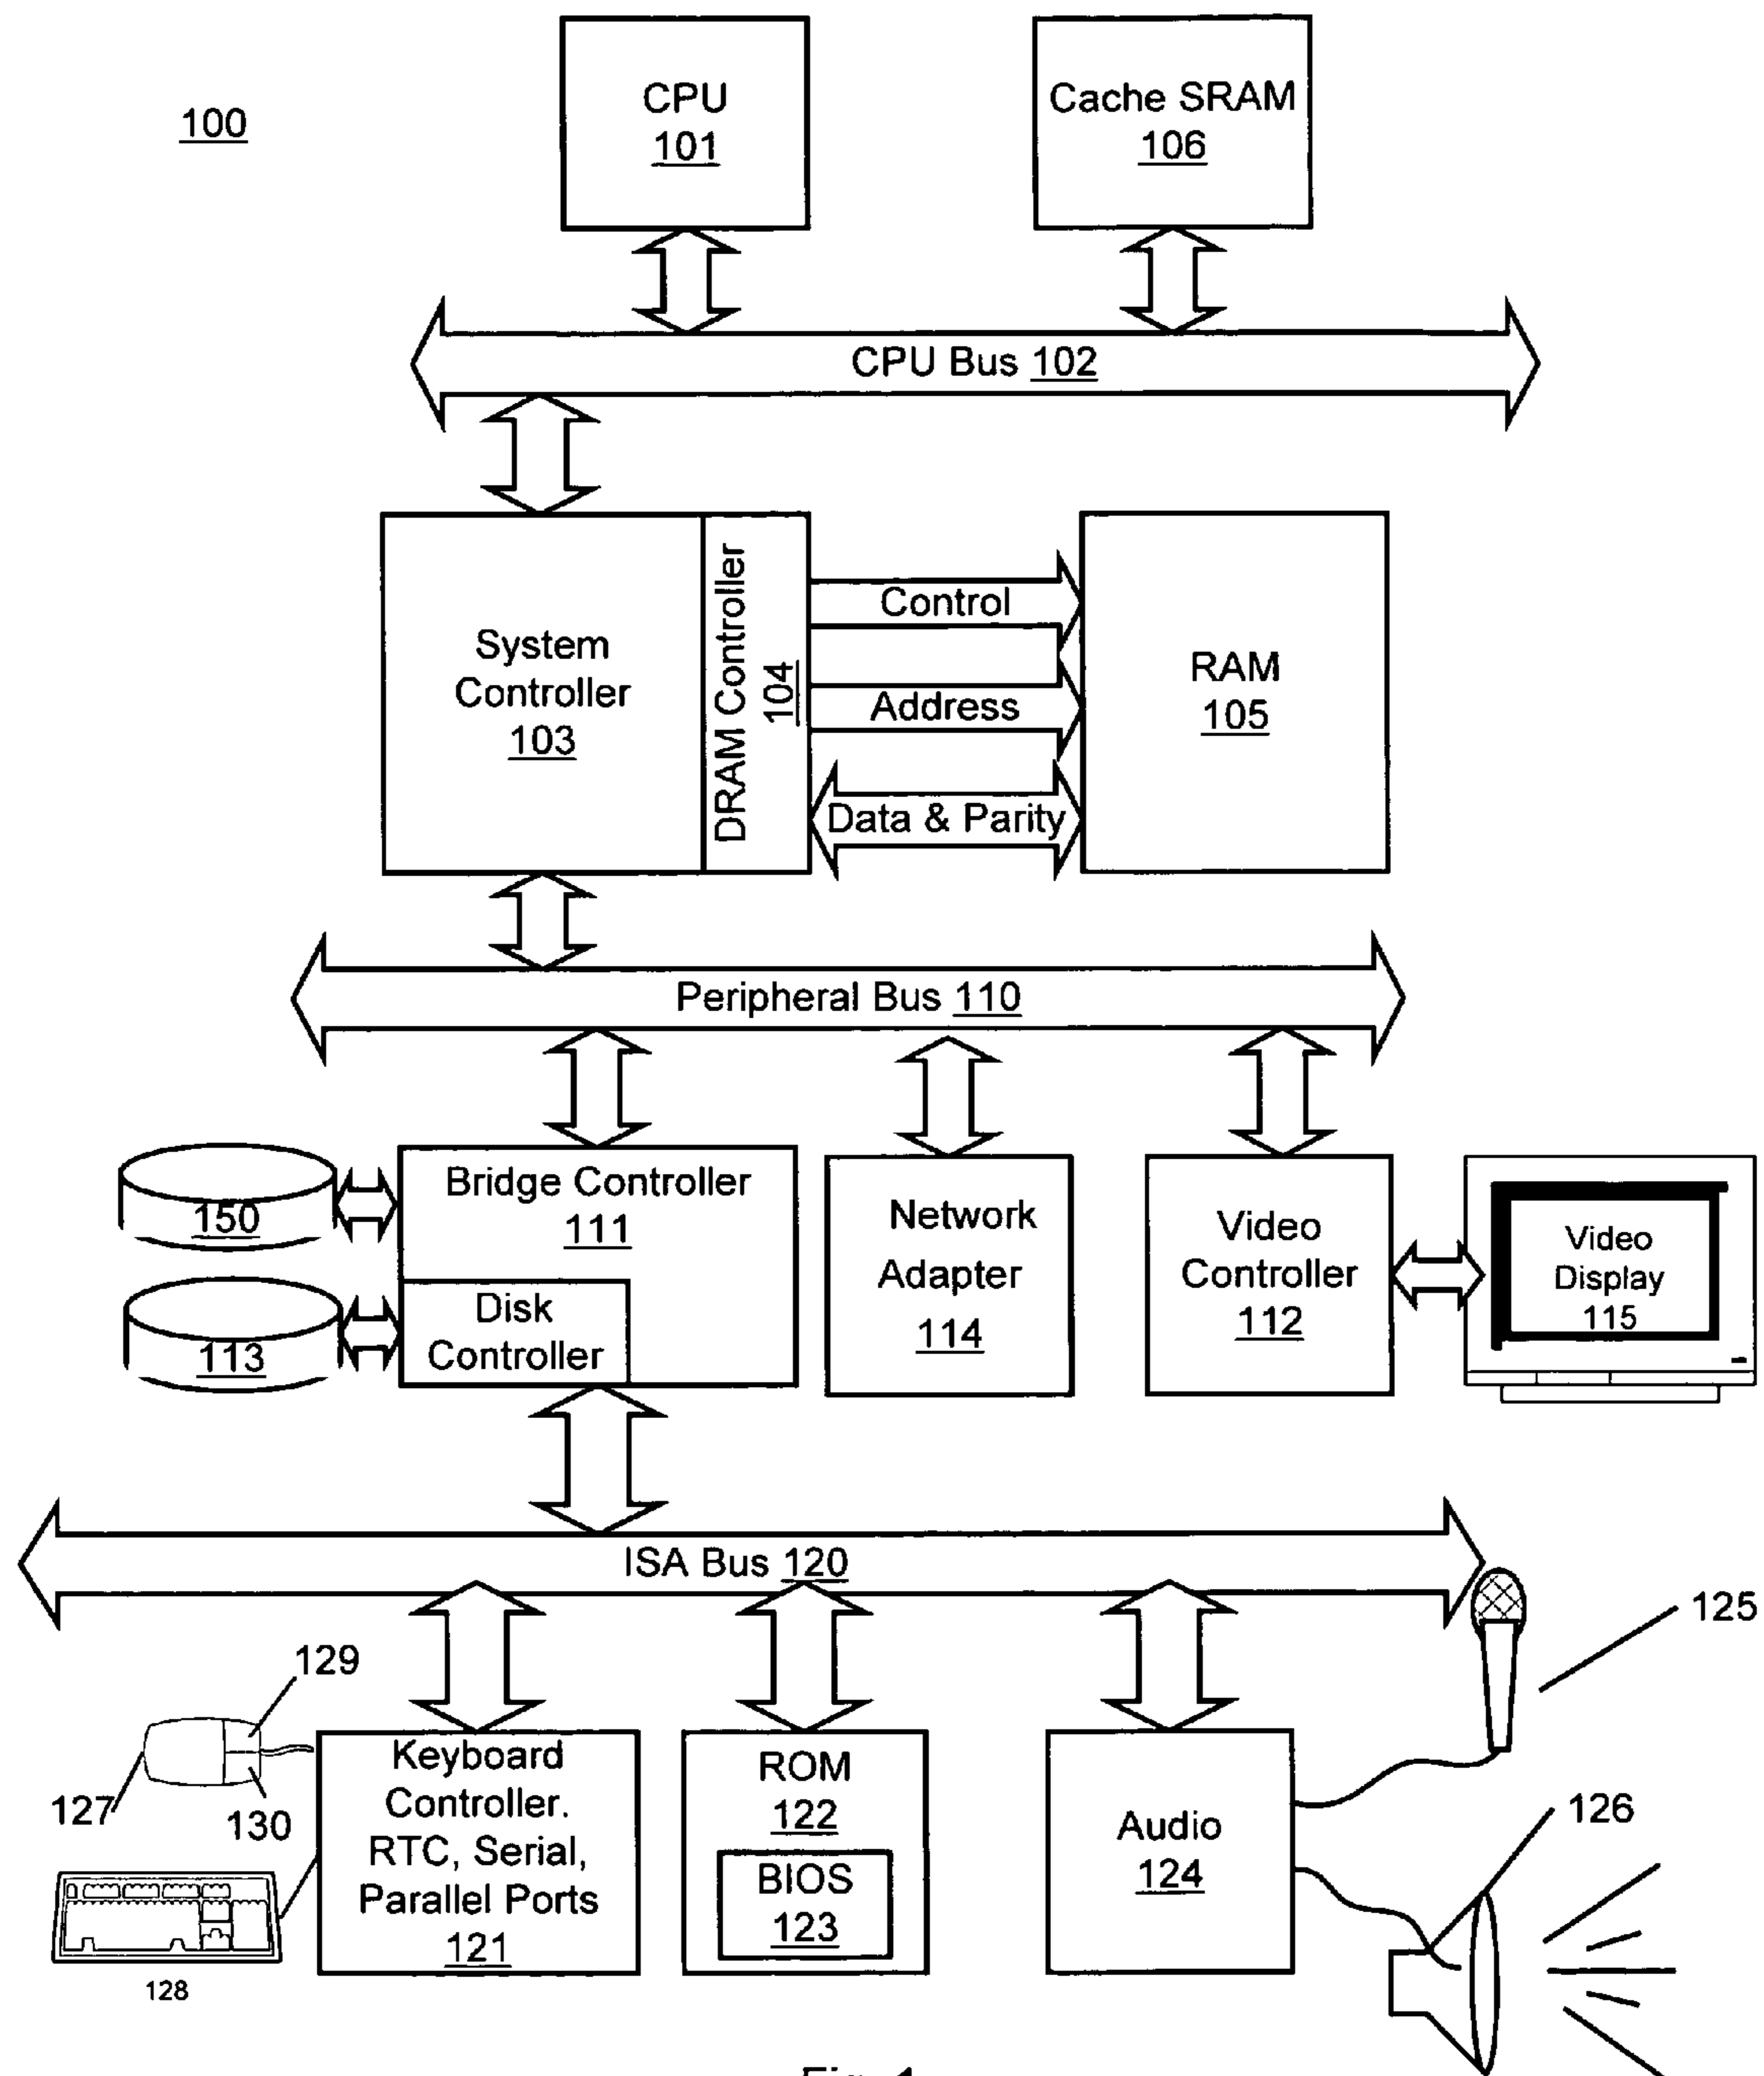 100
CPU
101
Cache SRAM
106
CPU Bus 102
System
Controller
103
DRAM Controller
104
Control
Address
Data & Parity
RAM
105
Peripheral Bus 110
150
113
Bridge Controller
111
Disk
Controller
Network
Adapter
114
Video
Controller
112
Video
Display
115
ISA Bus 120
125
129
127
130
128
Keyboard
Controller.
RTC, Serial,
Parallel Ports
121
ROM
122
BIOS
123
Audio
124
126